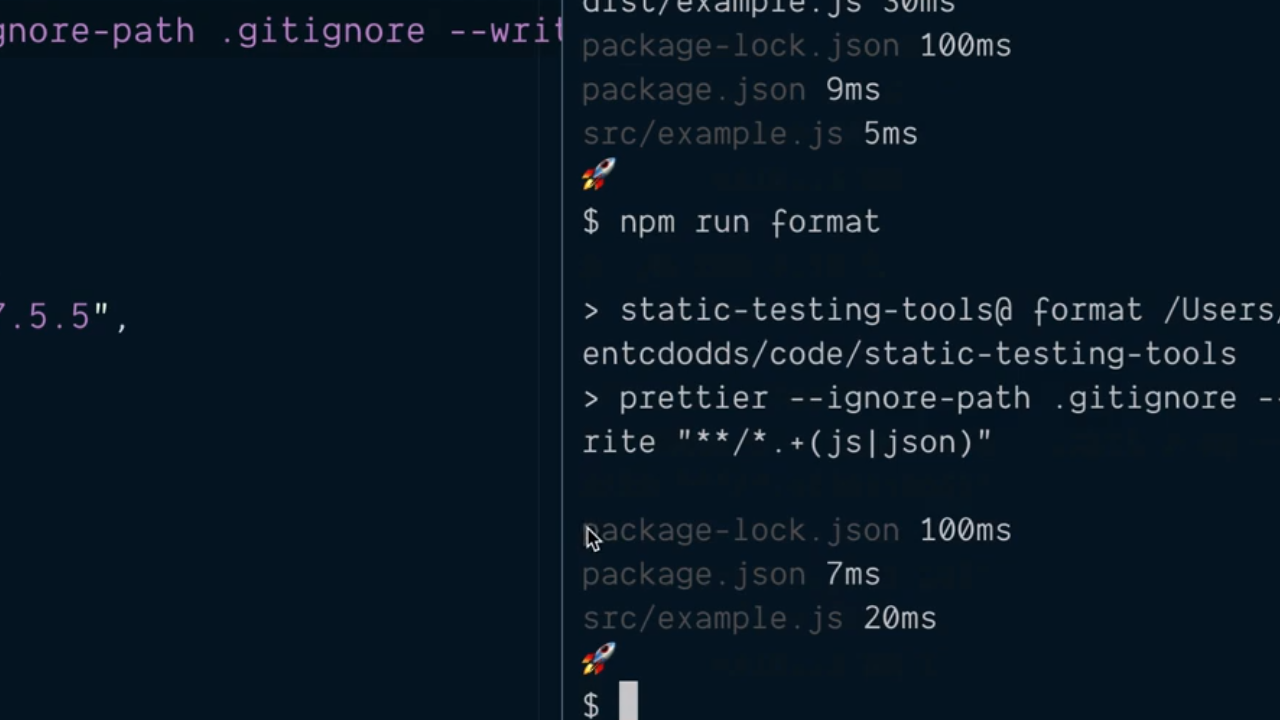 gnore-path .gitignore --writ
7.5.5",
dist/example.js 30ms
package-lock.json 100ms
package.json 9ms
src/example.js 5ms
$ npm run format
> static-testing-tools@ format /Users/
entcdodds/code/static-testing-tools
> prettier --ignore-path .gitignore --
rite "**/*.+(js|json)"
package-lock.json 100ms
package.json 7ms
src/example.js 20ms
$